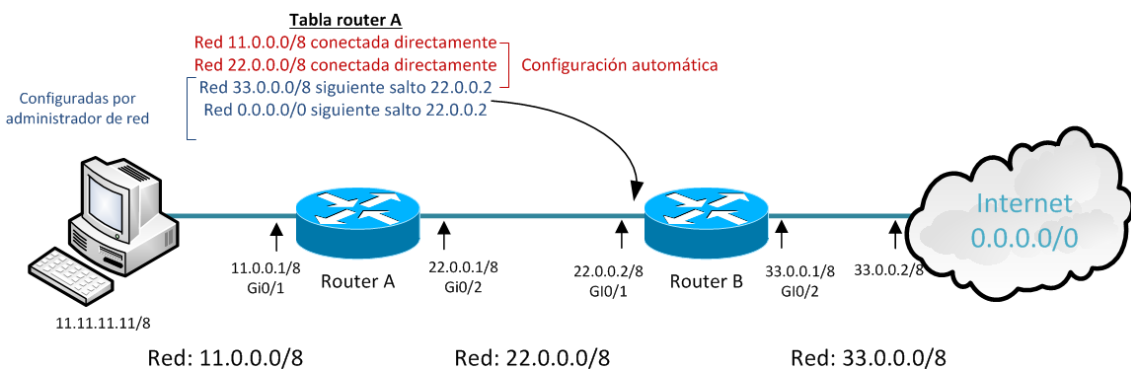 Tabla router A
Red 11.0.0.0/8 conectada directamente
Red 22.0.0.0/8 conectada directamente
Configuración automática
Red 33.0.0.0/8 siguiente salto 22.0.0.2
Red 0.0.0.0/0 siguiente salto 22.0.0.2
Configuradas por
administrador de red
Internet
0.0.0.0/0
11.0.0.1/8
Gi0/1
Router A
22.0.0.1/8
Gi0/2
22.0.0.2/8
GI0/1
Router B
33.0.0.1/8
GI0/2
33.0.0.2/8
11.11.11.11/8
Red: 11.0.0.0/8
Red: 22.0.0.0/8
Red: 33.0.0.0/8